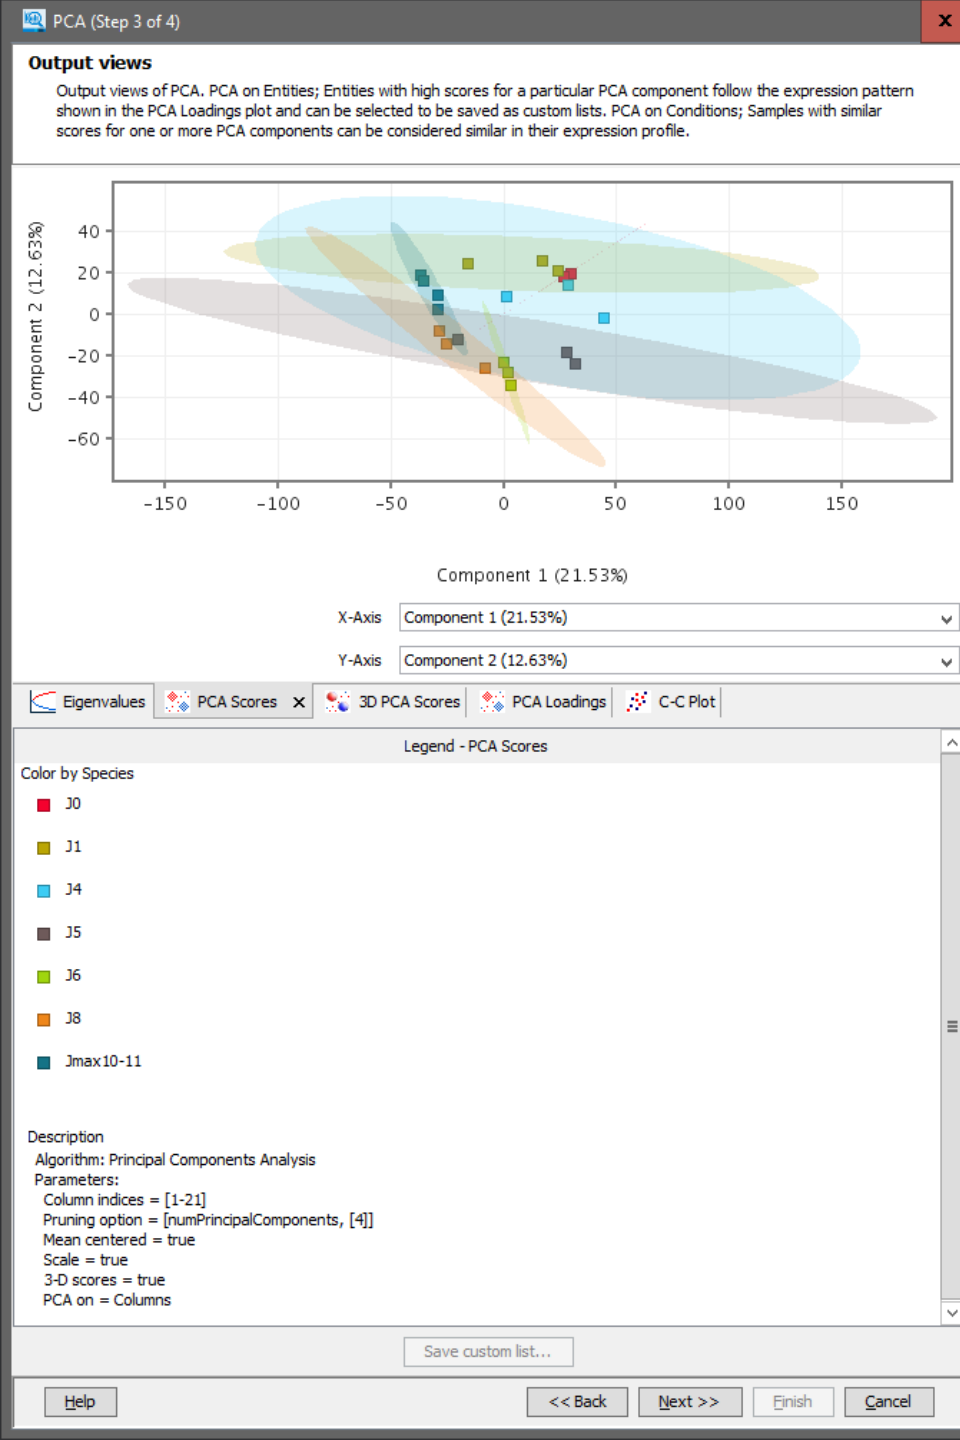 PCA (Step 3 of 4)
x
Output views
Output views of PCA. PCA on Entities; Entities with high scores for a particular PCA component follow the expression pattern
shown in the PCA Loadings plot and can be selected to be saved as custom lists. PCA on Conditions; Samples with similar
scores for one or more PCA components can be considered similar in their expression profile.
Component 2 (12.63%)
40
20
0
−20
−40
−60
−150 −100 −50 0 50 100 150
Component 1 (21.53%)
X-Axis Component 1 (21.53%)
Y-Axis Component 2 (12.63%)
Eigenvalues PCA Scores x 3D PCA Scores PCA Loadings C-C Plot
Legend - PCA Scores
Color by Species
J0
J1
J4
J5
J6
J8
Jmax10-11
Description
Algorithm: Principal Components Analysis
Parameters:
Column indices = [1-21]
Pruning option = [numPrincipalComponents, [4]]
Mean centered = true
Scale = true
3-D scores = true
PCA on = Columns
Save custom list...
Help << Back Next >> Finish Cancel